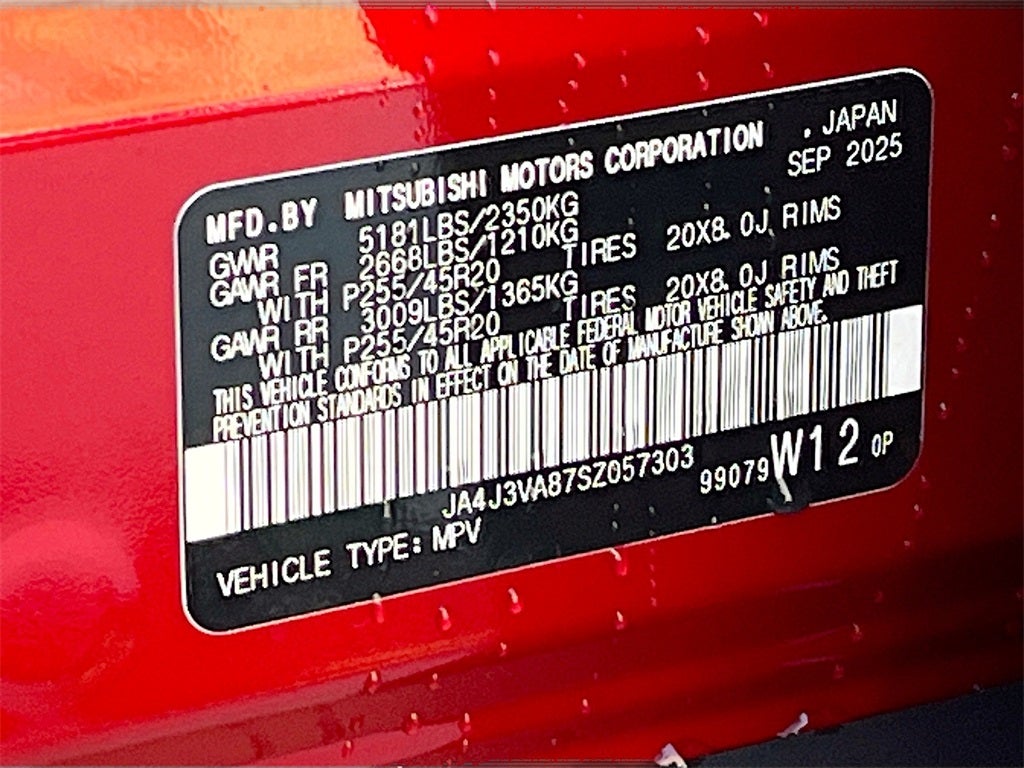 MFD.BY MITSUBISHI MOTORS CORPORATION . JAPAN
GVWR 5181LBS/2350KG SEP 2025
GAWR FR 2668LBS/1210KG
WITH P255/45R20 TIRES 20X8.0J RIMS
GAWR RR 3009LBS/1365KG
WITH P255/45R20 TIRES 20X8.0J RIMS
THIS VEHICLE CONFORMS TO ALL APPLICABLE FEDERAL MOTOR VEHICLE SAFETY AND THEFT
PREVENTION STANDARDS IN EFFECT ON THE DATE OF MANUFACTURE SHOWN ABOVE.
JA4J3VA87SZ057303 99079 W12 0P
VEHICLE TYPE: MPV